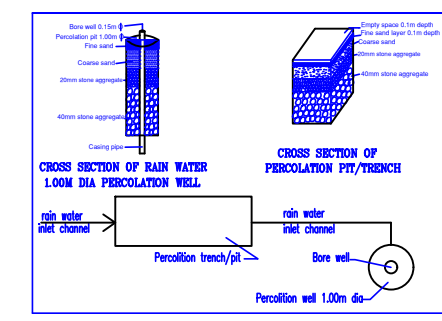 Bore well 0.15m ϕ
Percolation pit 1.00m ϕ
Fine sand
Coarse sand
20mm stone aggregate
40mm stone aggregate
Casing pipe
CROSS SECTION OF RAIN WATER
1.00M DIA PERCOLATION WELL
Empty space 0.1m depth
Fine sand layer 0.1m depth
Coarse sand
20mm stone aggregate
40mm stone aggregate
CROSS SECTION OF
PERCOLATION PIT/TRENCH
rain water
inlet channel
Percolition trench/pit
rain water
inlet channel
Bore well
Percolition well 1.00m dia